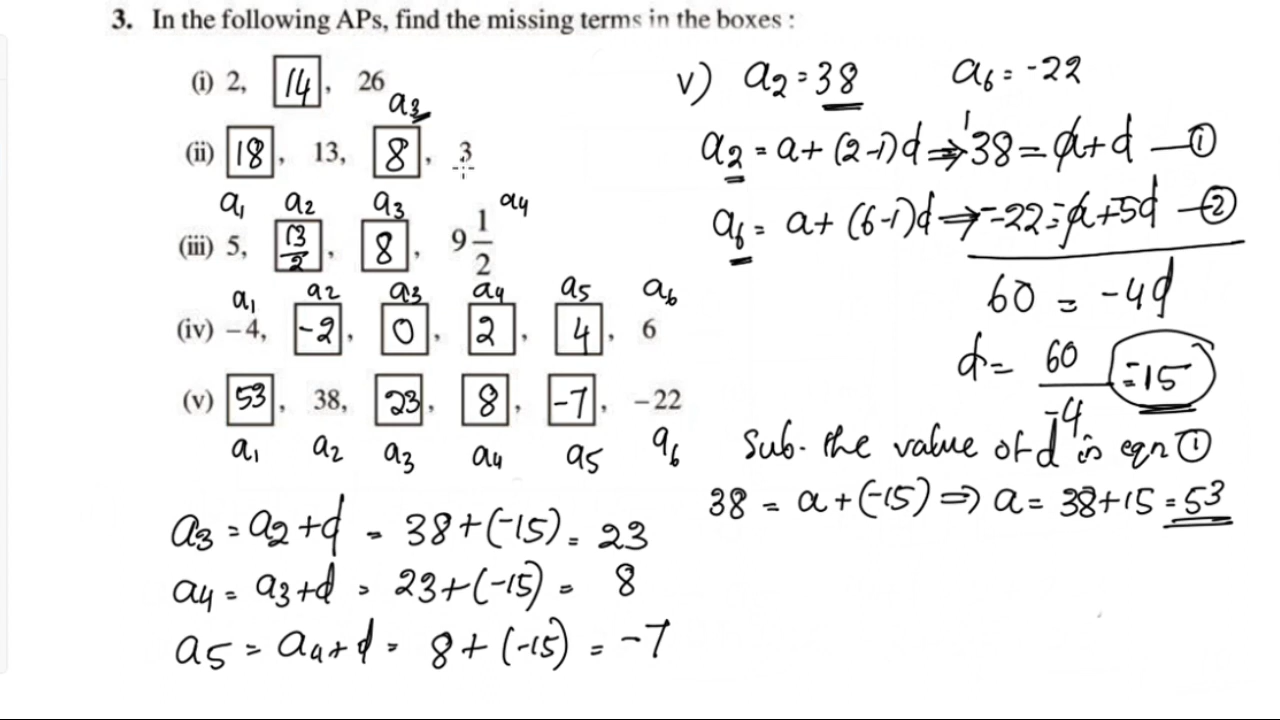 3. In the following APs, find the missing terms in the boxes :
(i) 2, 14, 26
a3
(ii) 18, 13, 8, 3
a1 a2 a3 a4
(iii) 5, 13/2, 8, 9 1/2
a1 a2 a3 a4 a5 a6
(iv) –4, -2, 0, 2, 4, 6
(v) 53, 38, 23, 8, -7, –22
a1 a2 a3 a4 a5 a6
a3 = a2+d = 38+(-15) = 23
a4 = a3+d = 23+(-15) = 8
a5 = a4+d = 8+(-15) = -7
v) a2 = 38 a6 = -22
a2 = a+(2-1)d ⇒ 38 = a+d —①
a6 = a+(6-1)d ⇒ -22 = a+5d —②
60 = -4d
d = 60/-4 = -15
Sub. the value of d in eqn ①
38 = a+(-15) ⇒ a = 38+15 = 53